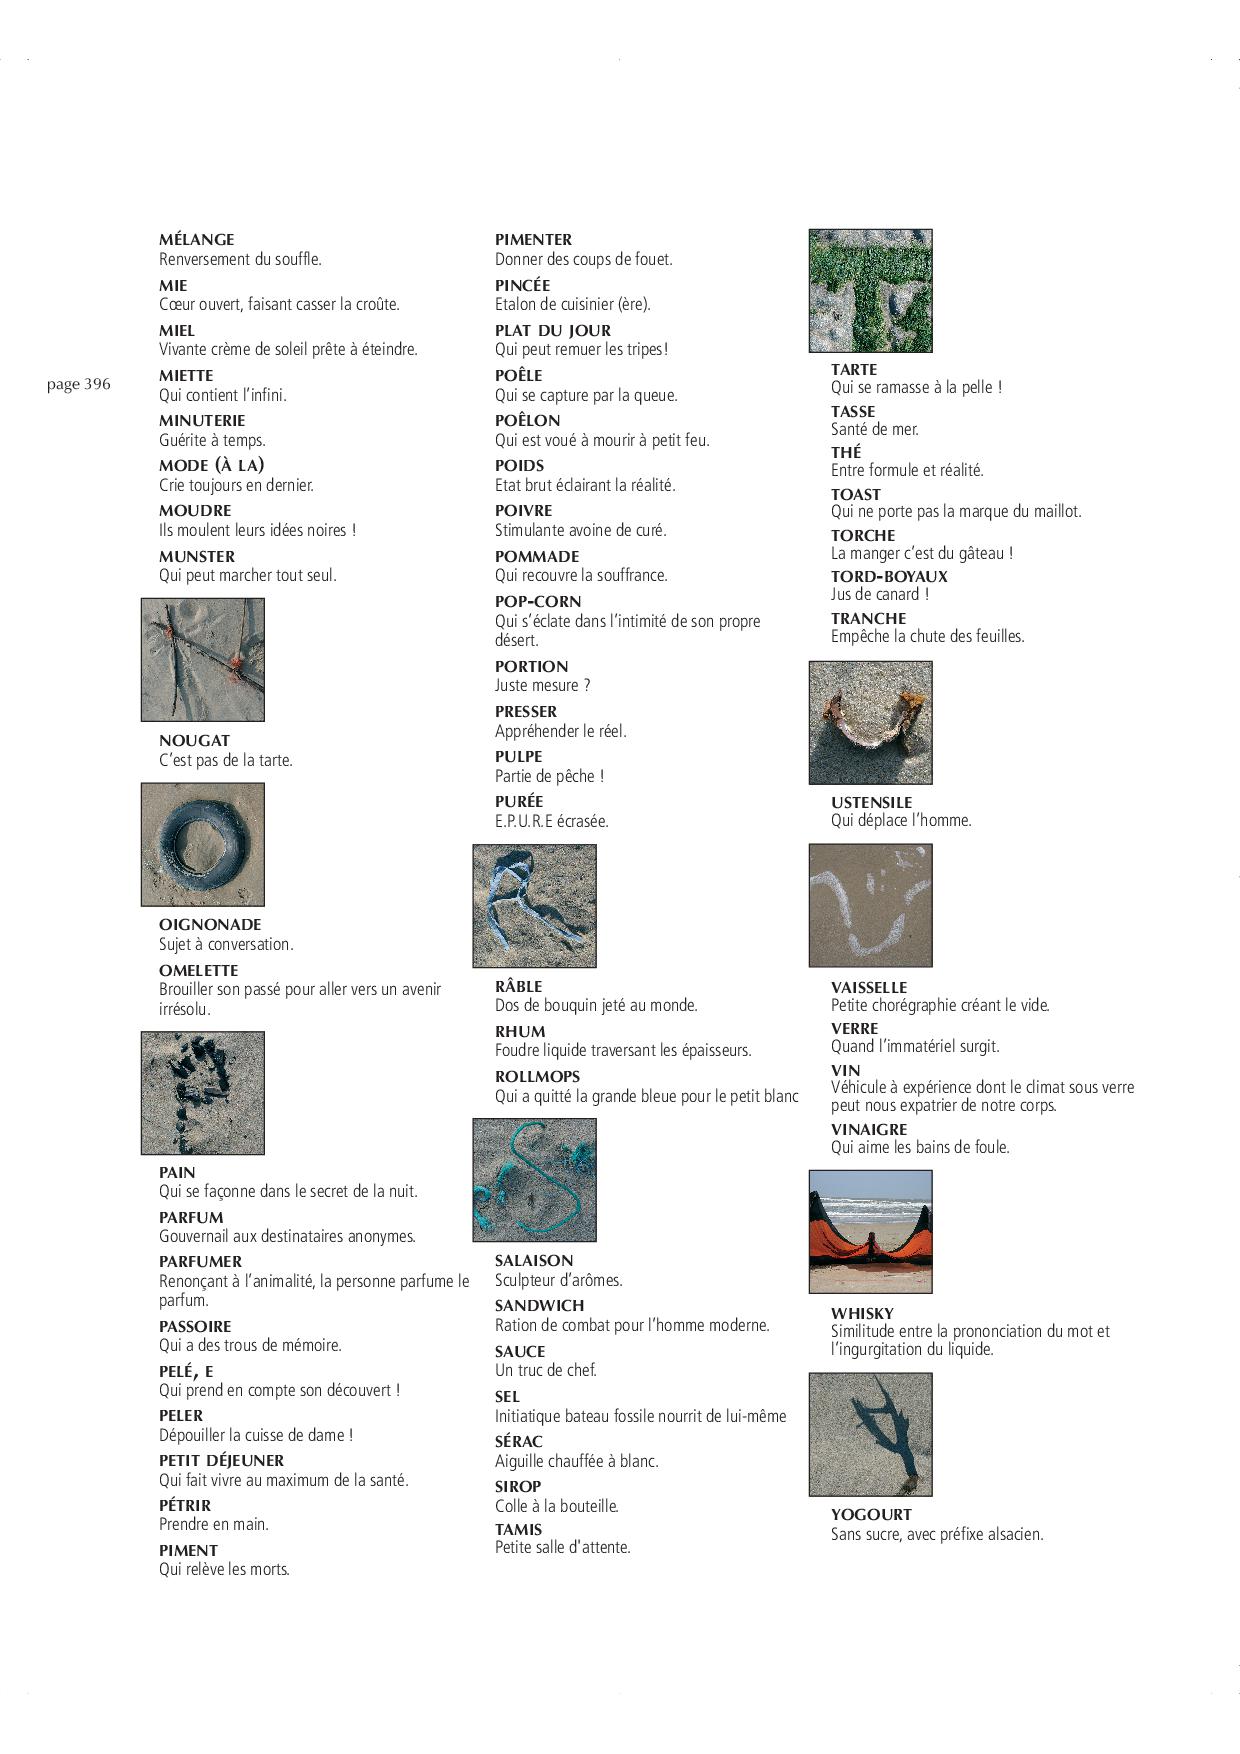 page 396
MÉLANGE
Renversement du souffle.
MIE
Cœur ouvert, faisant casser la croûte.
MIEL
Vivante crème de soleil prête à éteindre.
MIETTE
Qui contient l’infini.
MINUTERIE
Guérite à temps.
MODE (À LA)
Crie toujours en dernier.
MOUDRE
Ils moulent leurs idées noires !
MUNSTER
Qui peut marcher tout seul.
NOUGAT
C’est pas de la tarte.
OIGNONADE
Sujet à conversation.
OMELETTE
Brouiller son passé pour aller vers un avenir
irrésolu.
PAIN
Qui se façonne dans le secret de la nuit.
PARFUM
Gouvernail aux destinataires anonymes.
PARFUMER
Renonçant à l’animalité, la personne parfume le
parfum.
PASSOIRE
Qui a des trous de mémoire.
PELÉ, E
Qui prend en compte son découvert !
PELER
Dépouiller la cuisse de dame !
PETIT DÉJEUNER
Qui fait vivre au maximum de la santé.
PÉTRIR
Prendre en main.
PIMENT
Qui relève les morts.
PIMENTER
Donner des coups de fouet.
PINCÉE
Etalon de cuisinier (ère).
PLAT DU JOUR
Qui peut remuer les tripes!
POÊLE
Qui se capture par la queue.
POÊLON
Qui est voué à mourir à petit feu.
POIDS
Etat brut éclairant la réalité.
POIVRE
Stimulante avoine de curé.
POMMADE
Qui recouvre la souffrance.
POP-CORN
Qui s’éclate dans l’intimité de son propre
désert.
PORTION
Juste mesure ?
PRESSER
Appréhender le réel.
PULPE
Partie de pêche !
PURÉE
E.P.U.R.E écrasée.
RÂBLE
Dos de bouquin jeté au monde.
RHUM
Foudre liquide traversant les épaisseurs.
ROLLMOPS
Qui a quitté la grande bleue pour le petit blanc
SALAISON
Sculpteur d’arômes.
SANDWICH
Ration de combat pour l’homme moderne.
SAUCE
Un truc de chef.
SEL
Initiatique bateau fossile nourrit de lui-même
SÉRAC
Aiguille chauffée à blanc.
SIROP
Colle à la bouteille.
TAMIS
Petite salle d'attente.
TARTE
Qui se ramasse à la pelle !
TASSE
Santé de mer.
THÉ
Entre formule et réalité.
TOAST
Qui ne porte pas la marque du maillot.
TORCHE
La manger c’est du gâteau !
TORD-BOYAUX
Jus de canard !
TRANCHE
Empêche la chute des feuilles.
USTENSILE
Qui déplace l’homme.
VAISSELLE
Petite chorégraphie créant le vide.
VERRE
Quand l’immatériel surgit.
VIN
Véhicule à expérience dont le climat sous verre
peut nous expatrier de notre corps.
VINAIGRE
Qui aime les bains de foule.
WHISKY
Similitude entre la prononciation du mot et
l’ingurgitation du liquide.
YOGOURT
Sans sucre, avec préfixe alsacien.